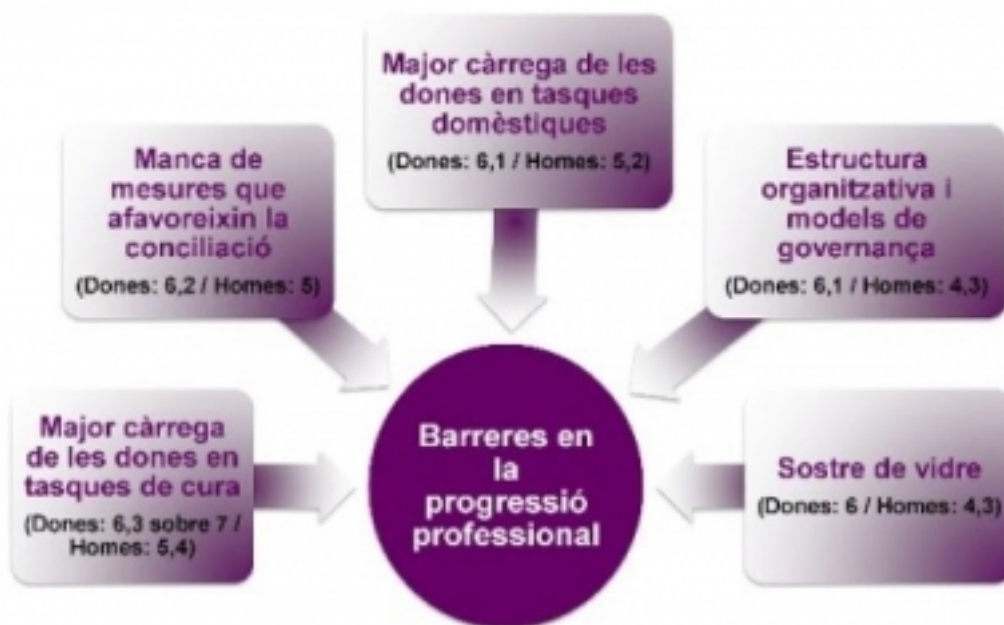 Major càrrega de les
dones en tasques
domèstiques
(Dones: 6,1 / Homes: 5,2)
Manca de
mesures que
afavoreixin la
conciliació
(Dones: 6,2 / Homes: 5)
Estructura
organitzativa i
models de
governança
(Dones: 6,1 / Homes: 4,3)
Major càrrega
de les dones en
tasques de cura
(Dones: 6,3 sobre 7 /
Homes: 5,4)
Barreres en
la
progressió
professional
Sostre de vidre
(Dones: 6 / Homes: 4,3)